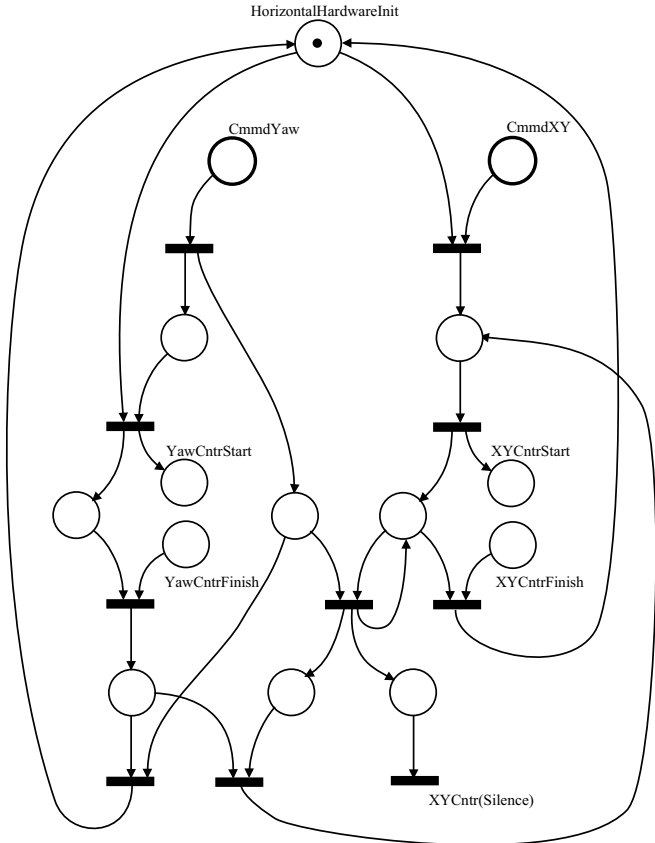 HorizontalHardwareInit
CmmdYaw
CmmdXY
YawCntrStart
XYCntrStart
YawCntrFinish
XYCntrFinish
XYCntr(Silence)